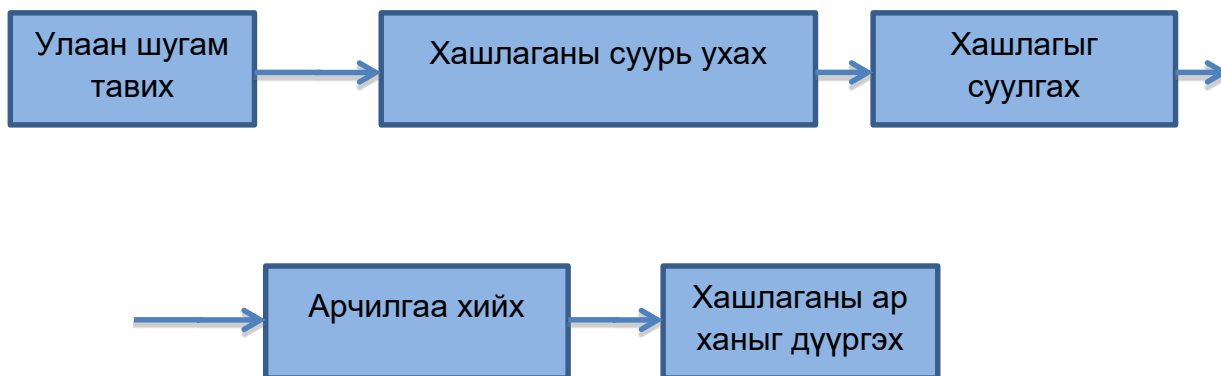 Улаан шугам
тавих
Хашлаганы суурь ухах
Хашлагыг
суулгах
Арчилгаа хийх
Хашлаганы ар
ханыг дүүргэх